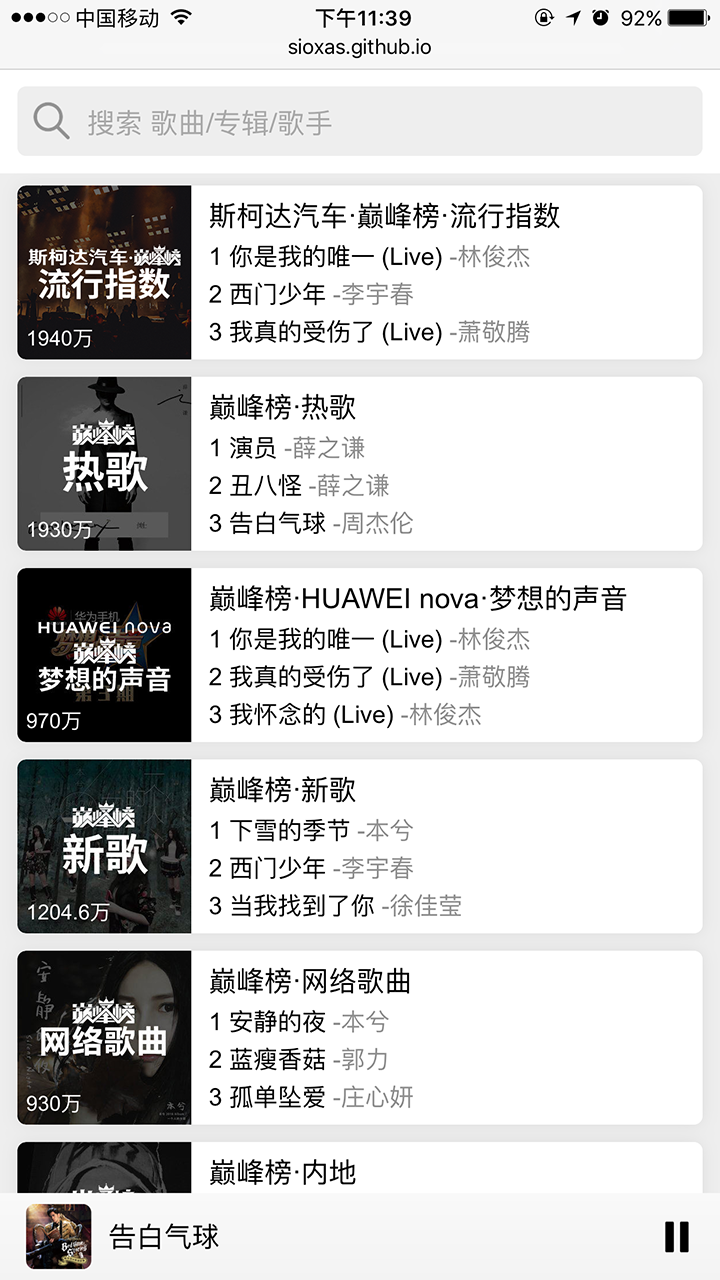 中国移动 下午11:39 92%
sioxas.github.io
搜索 歌曲/专辑/歌手
斯柯达汽车·巅峰榜
流行指数
1940万
斯柯达汽车·巅峰榜·流行指数
1 你是我的唯一 (Live) -林俊杰
2 西门少年 -李宇春
3 我真的受伤了 (Live) -萧敬腾
巅峰榜
热歌
1930万
巅峰榜·热歌
1 演员 -薛之谦
2 丑八怪 -薛之谦
3 告白气球 -周杰伦
华为手机
HUAWEI nova
巅峰榜
梦想的声音
第3期
970万
巅峰榜·HUAWEI nova·梦想的声音
1 你是我的唯一 (Live) -林俊杰
2 我真的受伤了 (Live) -萧敬腾
3 我怀念的 (Live) -林俊杰
巅峰榜
新歌
1204.6万
巅峰榜·新歌
1 下雪的季节 -本兮
2 西门少年 -李宇春
3 当我找到了你 -徐佳莹
安静的夜
巅峰榜
网络歌曲
本兮
930万
巅峰榜·网络歌曲
1 安静的夜 -本兮
2 蓝瘦香菇 -郭力
3 孤单坠爱 -庄心妍
巅峰榜·内地
告白气球